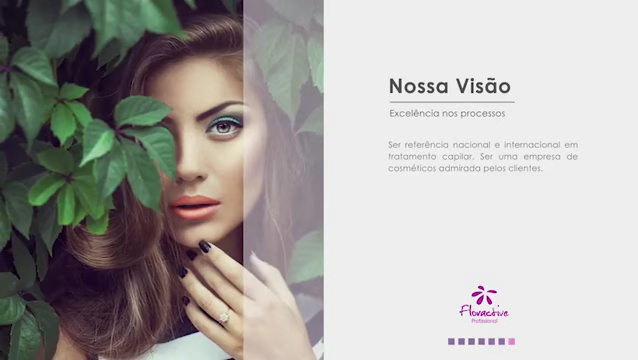 Nossa Visão
Excelência nos processos
Ser referência nacional e internacional em
tratamento capilar. Ser uma empresa de
cosméticos admirada pelos clientes.
Floractive
Profissional